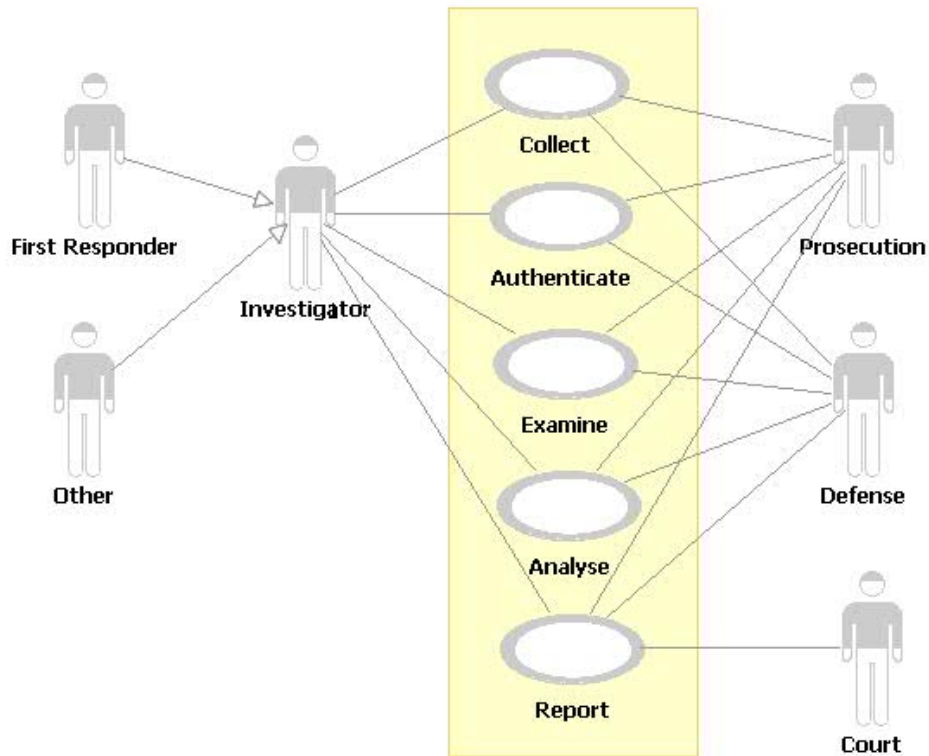 Collect
First Responder
Prosecution
Authenticate
Investigator
Examine
Other
Defense
Analyse
Report
Court